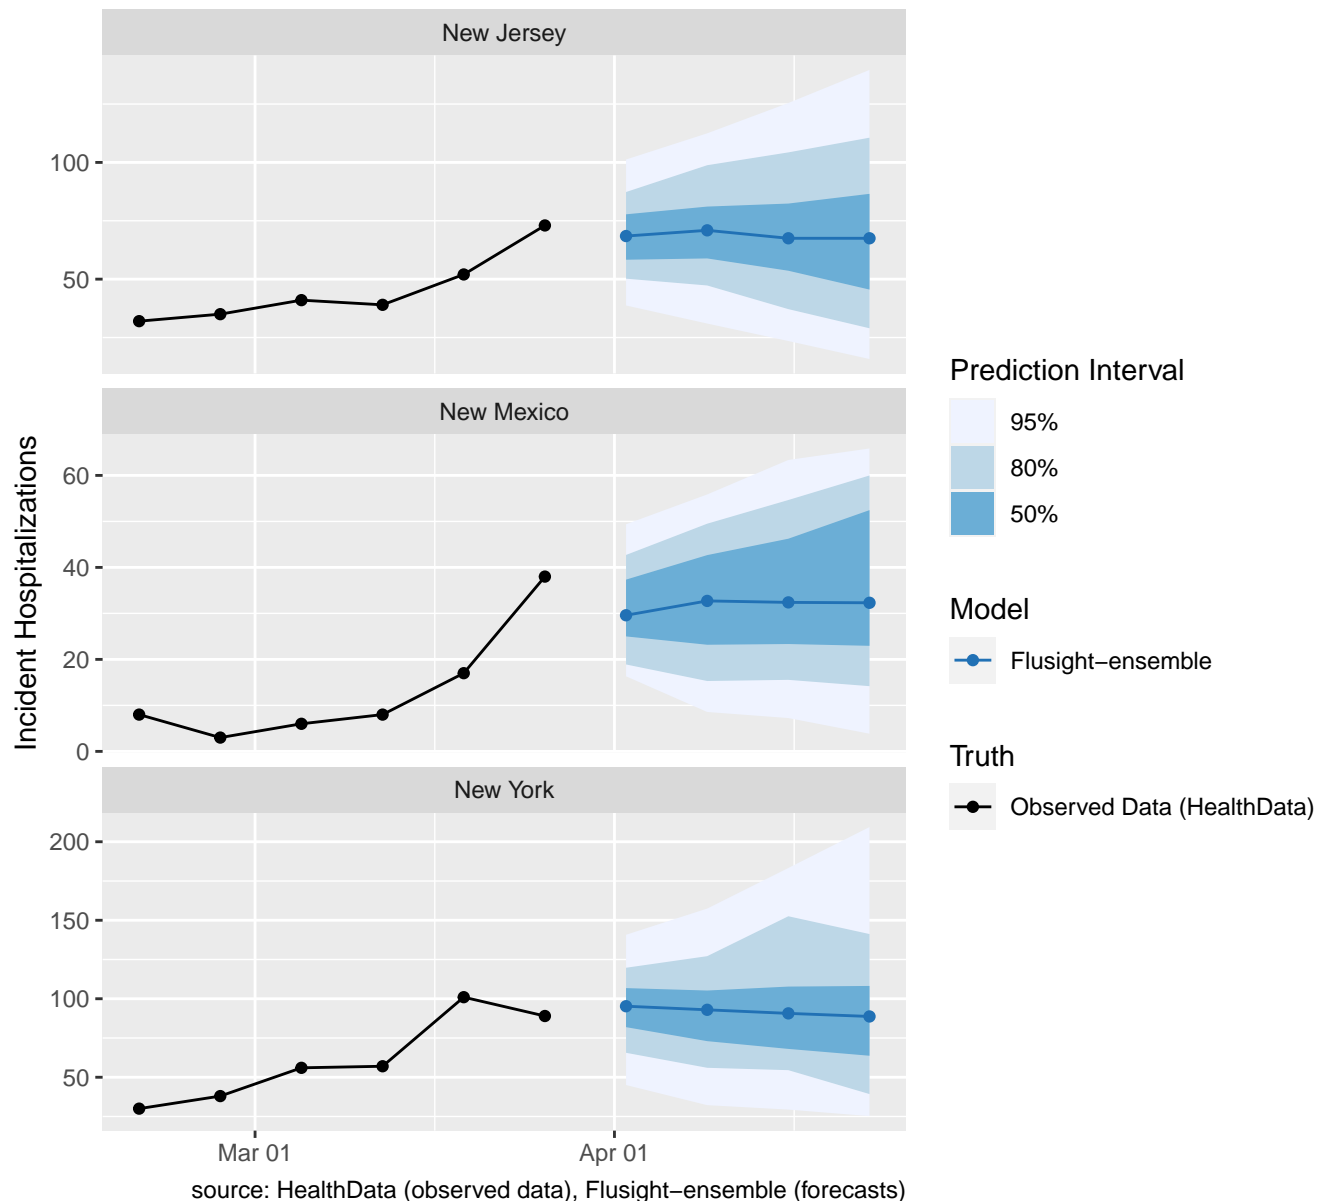 New Jersey
100
50
New Mexico
60
40
20
0
New York
200
150
100
50
Mar 01
Apr 01
Incident Hospitalizations
source: HealthData (observed data), Flusight−ensemble (forecasts)
Prediction Interval
95%
80%
50%
Model
Flusight−ensemble
Truth
Observed Data (HealthData)